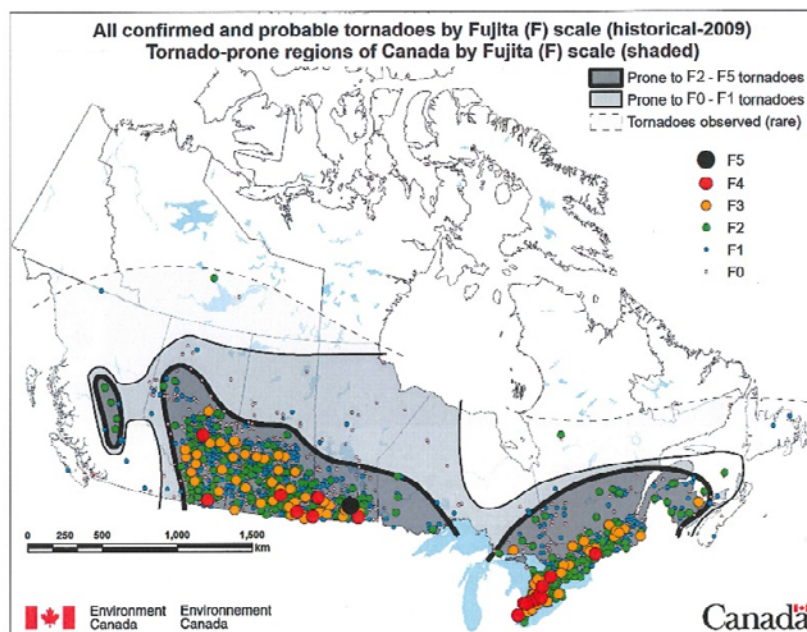 All confirmed and probable tornadoes by Fujita (F) scale (historical-2009)
Tornado-prone regions of Canada by Fujita (F) scale (shaded)
Prone to F2 - F5 tornadoes
Prone to F0 - F1 tornadoes
Tornadoes observed (rare)
F5
F4
F3
F2
F1
F0
0 250 500 1,000 1,500
km
Environment Canada
Environnement Canada
Canada